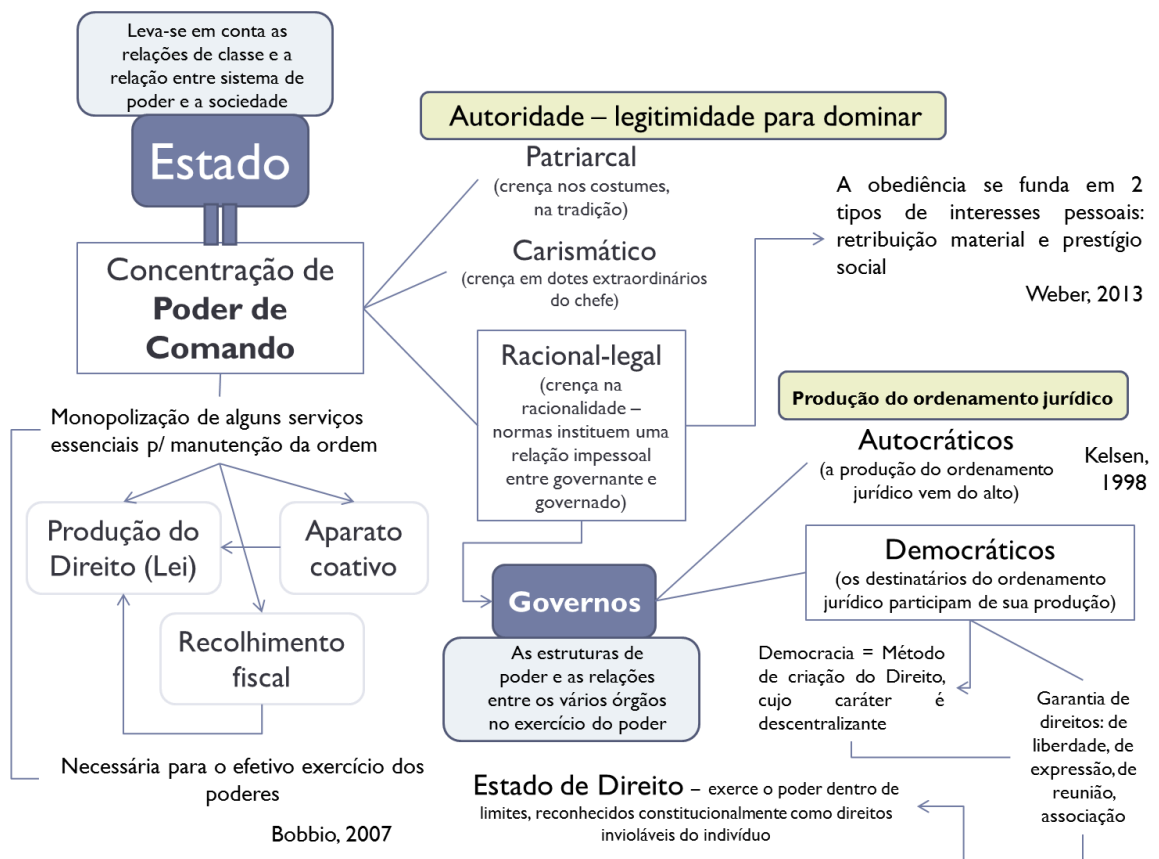 Leva-se em conta as
relações de classe e a
relação entre sistema de
poder e a sociedade
Estado
Concentração de
Poder de
Comando
Monopolização de alguns serviços
essenciais p/ manutenção da ordem
Produção do
Direito (Lei)
Aparato
coativo
Recolhimento
fiscal
Necessária para o efetivo exercício dos
poderes
Bobbio, 2007
Autoridade – legitimidade para dominar
Patriarcal
(crença nos costumes,
na tradição)
Carismático
(crença em dotes extraordinários
do chefe)
Racional-legal
(crença na
racionalidade –
normas instituem uma
relação impessoal
entre governante e
governado)
A obediência se funda em 2
tipos de interesses pessoais:
retribuição material e prestígio
social
Weber, 2013
Governos
As estruturas de
poder e as relações
entre os vários órgãos
no exercício do poder
Produção do ordenamento jurídico
Autocráticos
(a produção do ordenamento
jurídico vem do alto)
Kelsen,
1998
Democráticos
(os destinatários do ordenamento
jurídico participam de sua produção)
Democracia = Método
de criação do Direito,
cujo caráter é
descentralizante
Garantia de
direitos: de
liberdade, de
expressão, de
reunião,
associação
Estado de Direito – exerce o poder dentro de
limites, reconhecidos constitucionalmente como direitos
invioláveis do indivíduo